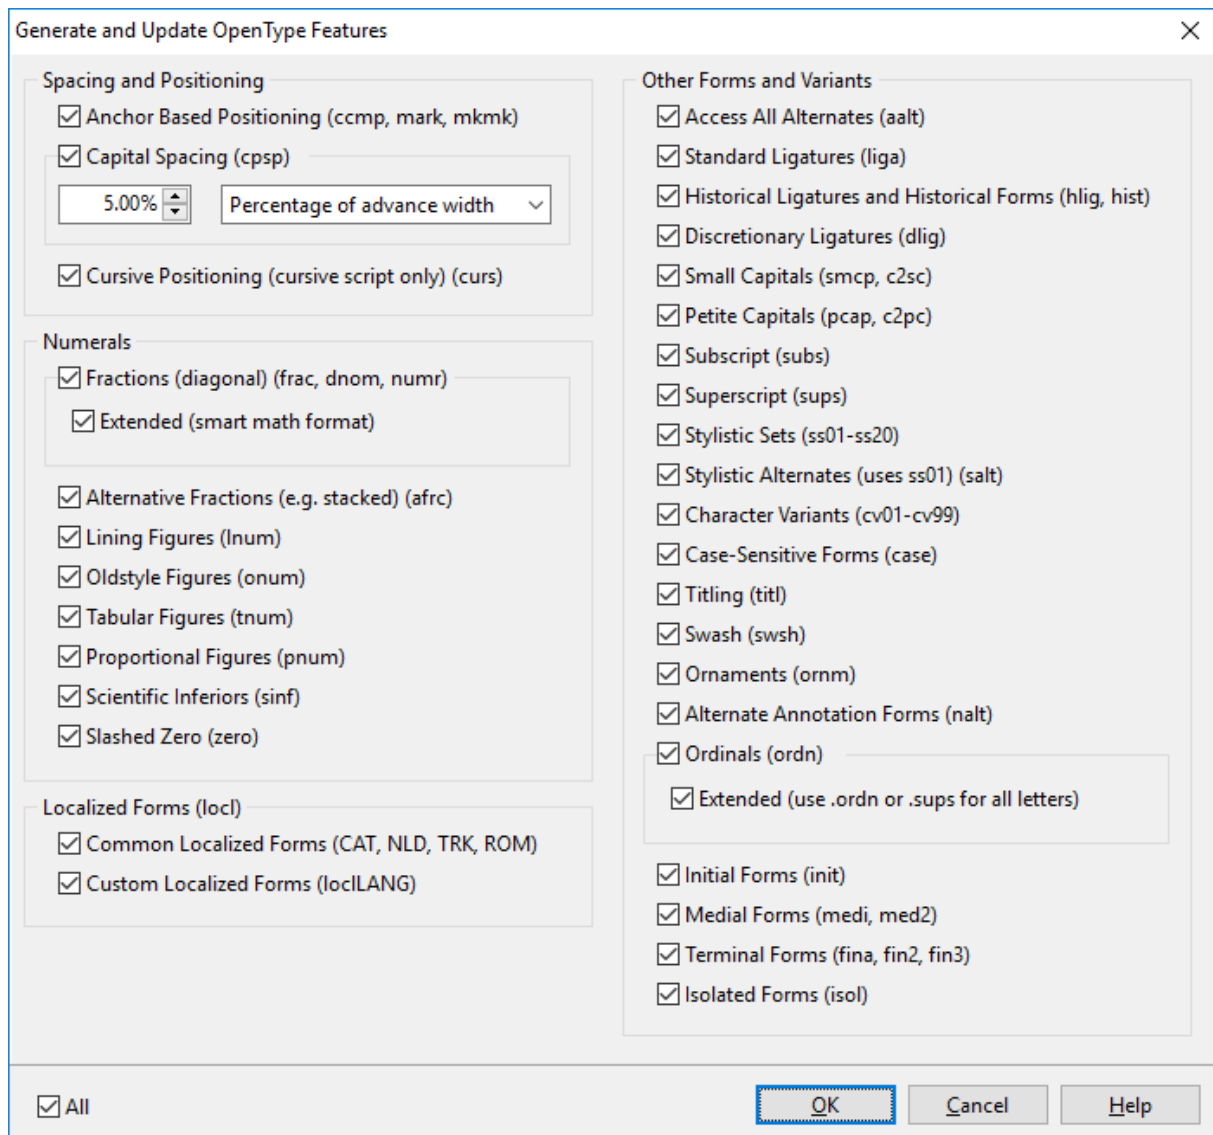 Generate and Update OpenType Features
Spacing and Positioning
Anchor Based Positioning (ccmp, mark, mkmk)
Capital Spacing (cpsp)
5.00%
Percentage of advance width
Cursive Positioning (cursive script only) (curs)
Numerals
Fractions (diagonal) (frac, dnom, numr)
Extended (smart math format)
Alternative Fractions (e.g. stacked) (afrc)
Lining Figures (lnum)
Oldstyle Figures (onum)
Tabular Figures (tnum)
Proportional Figures (pnum)
Scientific Inferiors (sinf)
Slashed Zero (zero)
Localized Forms (locl)
Common Localized Forms (CAT, NLD, TRK, ROM)
Custom Localized Forms (loclLANG)
Other Forms and Variants
Access All Alternates (aalt)
Standard Ligatures (liga)
Historical Ligatures and Historical Forms (hlig, hist)
Discretionary Ligatures (dlig)
Small Capitals (smcp, c2sc)
Petite Capitals (pcap, c2pc)
Subscript (subs)
Superscript (sups)
Stylistic Sets (ss01-ss20)
Stylistic Alternates (uses ss01) (salt)
Character Variants (cv01-cv99)
Case-Sensitive Forms (case)
Titling (titl)
Swash (swsh)
Ornaments (ornm)
Alternate Annotation Forms (nalt)
Ordinals (ordn)
Extended (use .ordn or .sups for all letters)
Initial Forms (init)
Medial Forms (medi, med2)
Terminal Forms (fina, fin2, fin3)
Isolated Forms (isol)
All
OK
Cancel
Help